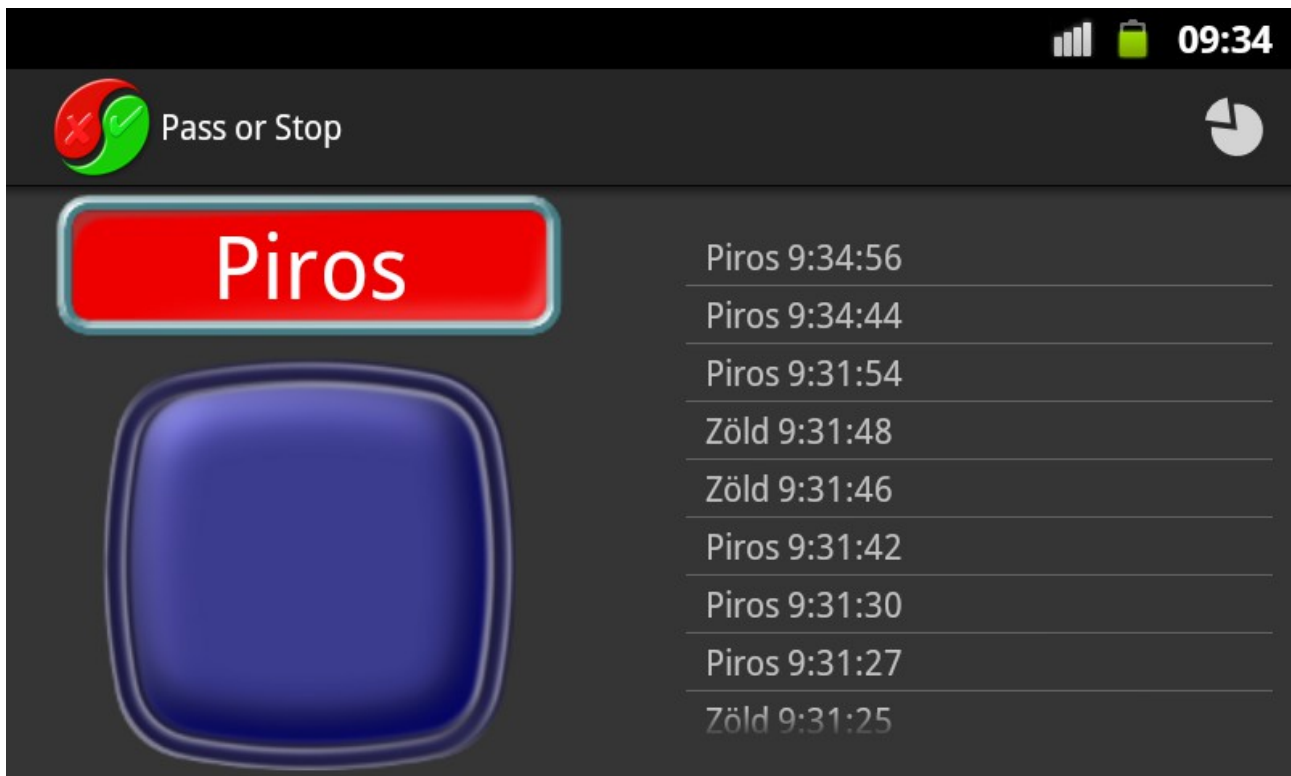 09:34
Pass or Stop
Piros
Piros 9:34:56
Piros 9:34:44
Piros 9:31:54
Zöld 9:31:48
Zöld 9:31:46
Piros 9:31:42
Piros 9:31:30
Piros 9:31:27
Zöld 9:31:25